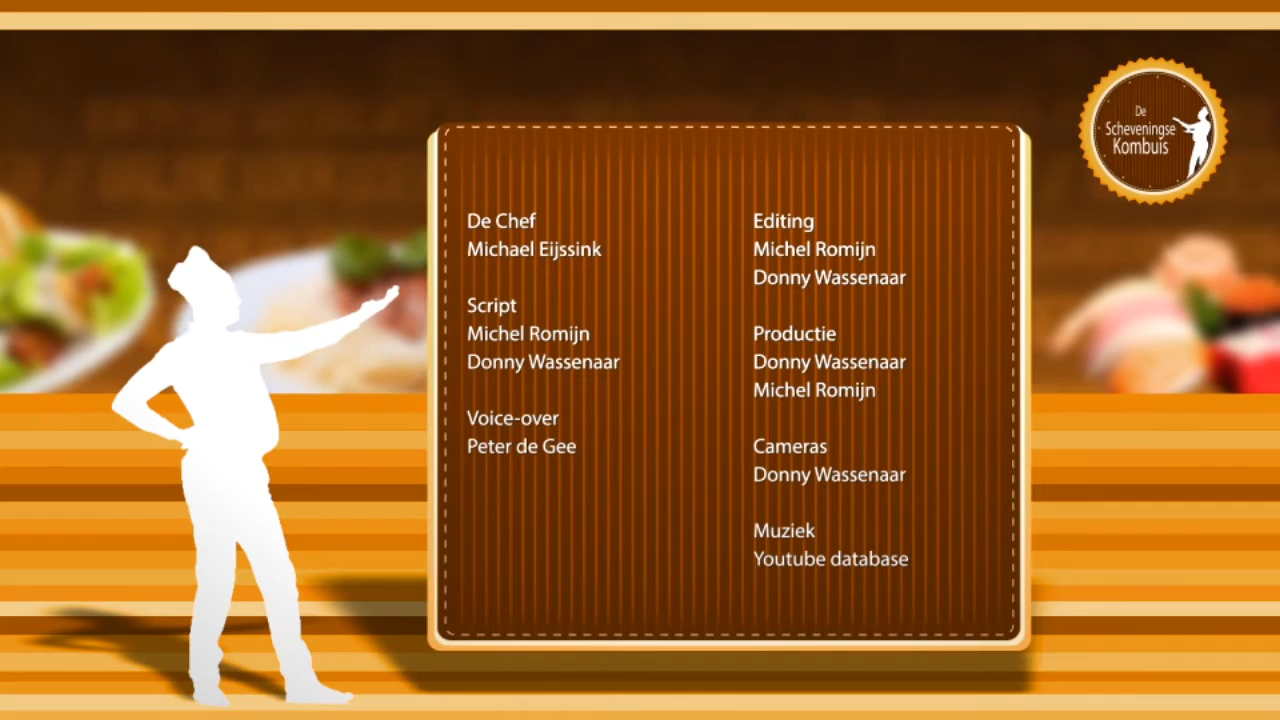 De
Scheveningse
Kombuis
De Chef
Michael Eijssink
Script
Michel Romijn
Donny Wassenaar
Voice-over
Peter de Gee
Editing
Michel Romijn
Donny Wassenaar
Productie
Donny Wassenaar
Michel Romijn
Cameras
Donny Wassenaar
Muziek
Youtube database